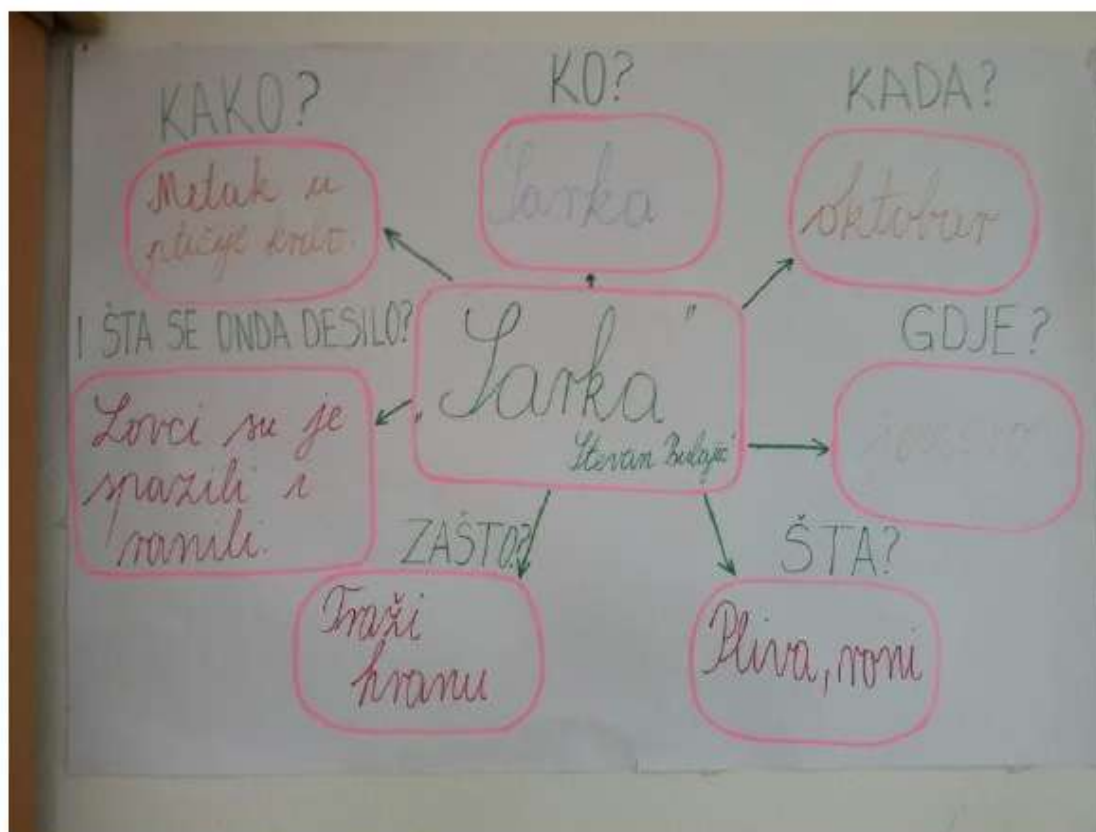 KAKO?
Metak u
ptičje krilo.
KO?
Šarka
KADA?
oktobar
I ŠTA SE ONDA DESILO?
Lovci su je
spazili i
ranili.
„Šarka”
Stevan Bulajić
GDJE?
ZAŠTO?
Traži
hranu
ŠTA?
Pliva, roni